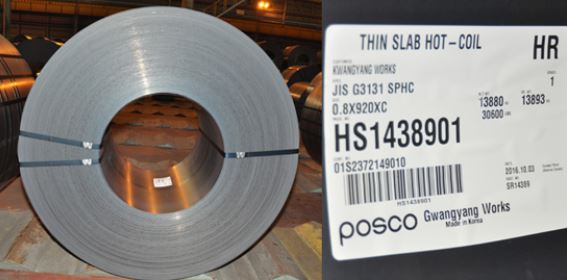 THIN SLAB HOT-COIL HR
KWANGYANG WORKS
JIS G3131 SPHC 1
0.8X920XC 13880 13893
30600
HS1438901
01S2372149010
2016.10.03
SR14389
HS1438901
posco Gwangyang Works
Made in Korea